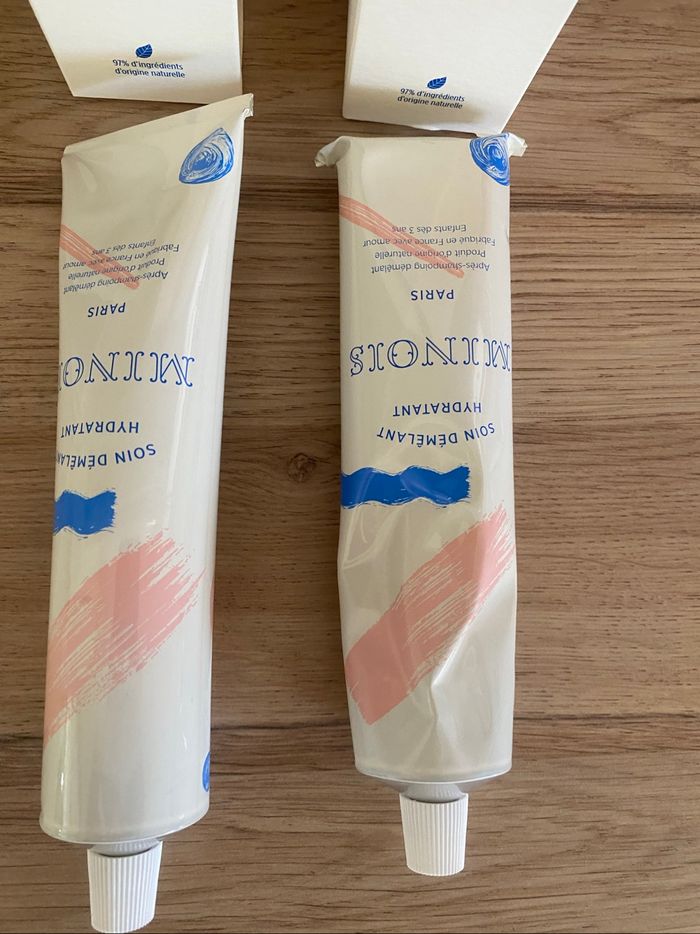 97% d'ingrédients
d'origine naturelle
97% d'ingrédients
d'origine naturelle
SOIN DÉMÊLANT
HYDRATANT
MINO
PARIS
Après-shampoing démêlant
Produit d'origine naturelle
Fabriqué en France avec amour
Enfants dès 3 ans
SOIN DÉMÊLANT
HYDRATANT
MINOIS
PARIS
Après-shampoing démêlant
Produit d'origine naturelle
Fabriqué en France avec amour
Enfants dès 3 ans